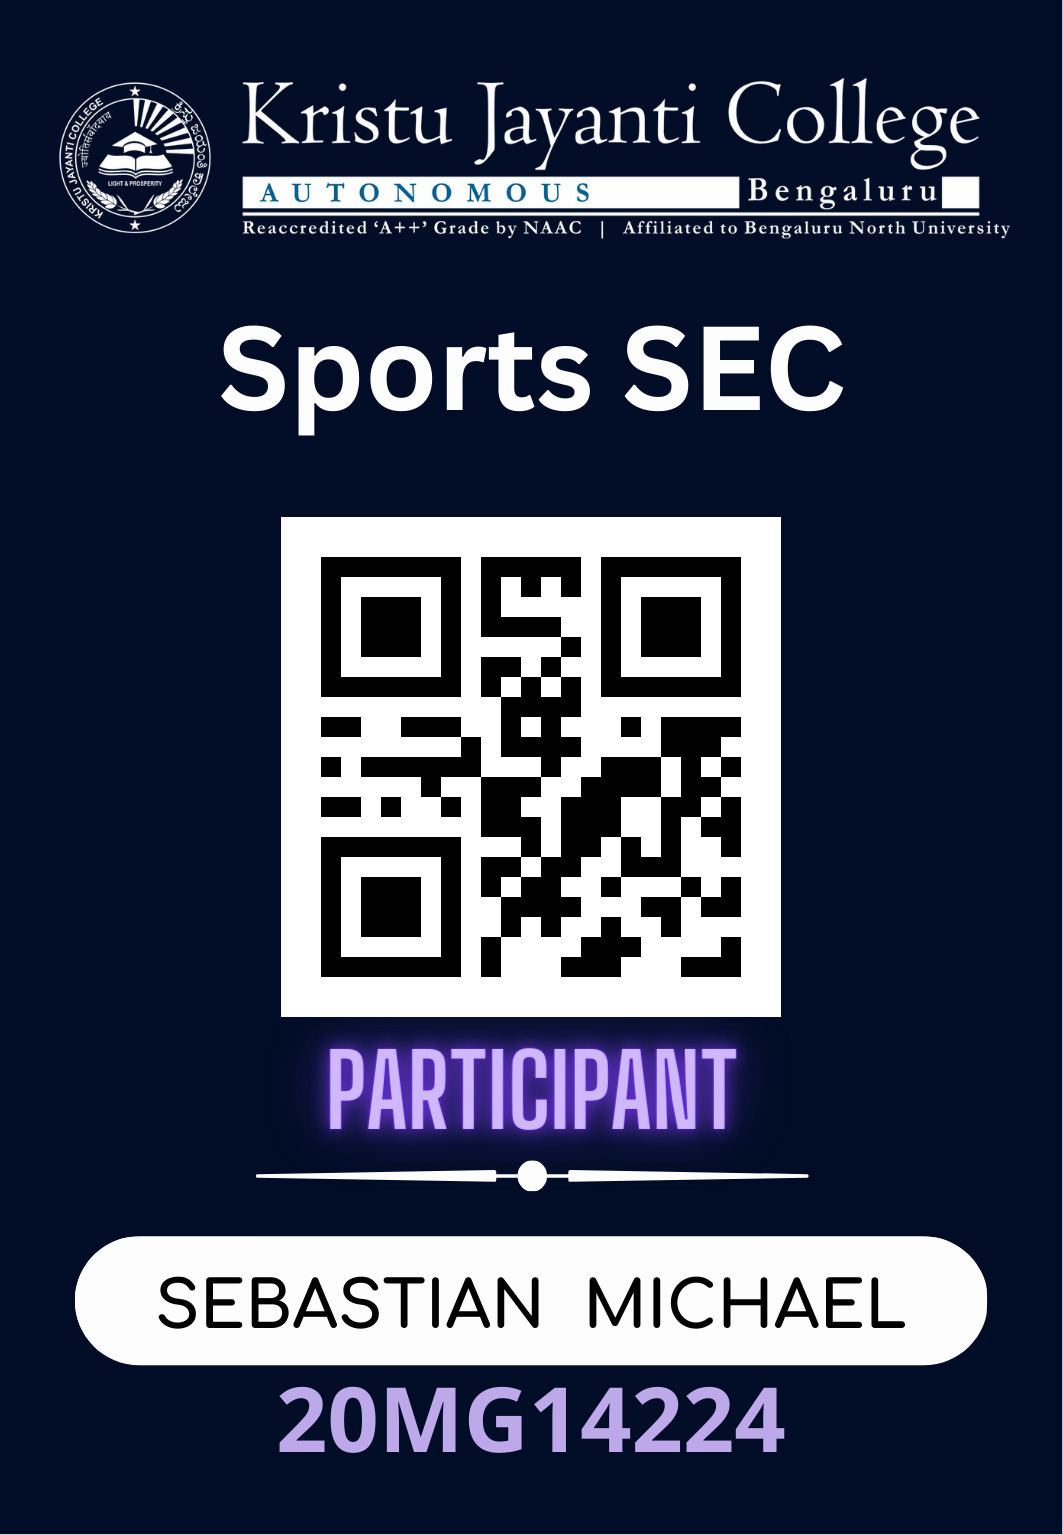 KRISTU JAYANTI COLLEGE
ज्योतिसंवादयाय
LIGHT & PROSPERITY
Kristu Jayanti College
AUTONOMOUS Bengaluru
Reaccredited ‘A++’ Grade by NAAC | Affiliated to Bengaluru North University
Sports SEC
PARTICIPANT
SEBASTIAN MICHAEL
20MG14224